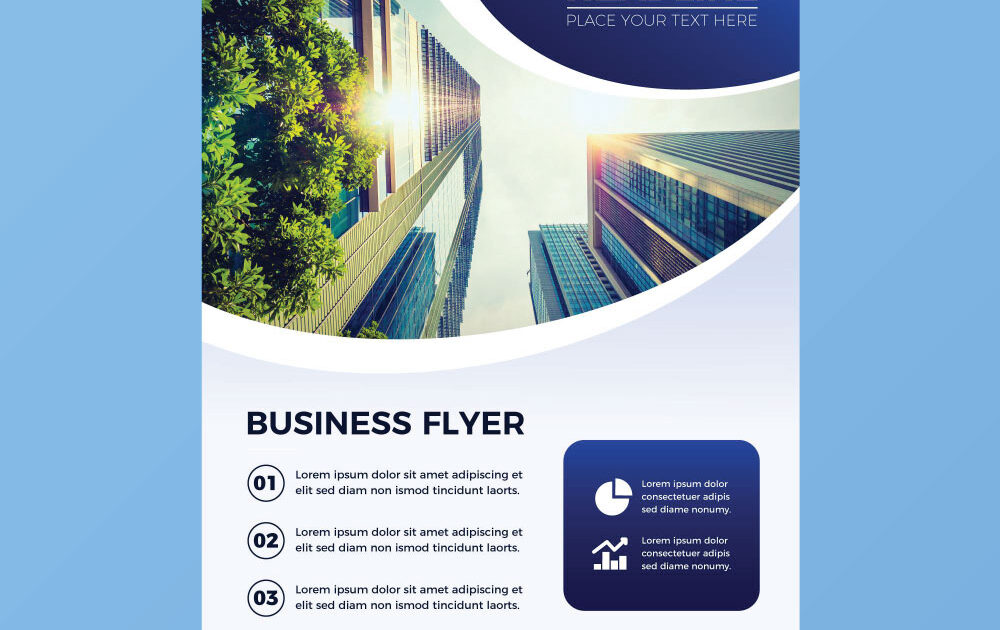 PLACE YOUR TEXT HERE
BUSINESS FLYER
01
Lorem ipsum dolor sit amet adipiscing et
elit sed diam non ismod tincidunt laorts.
02
Lorem ipsum dolor sit amet adipiscing et
elit sed diam non ismod tincidunt laorts.
03
Lorem ipsum dolor sit amet adipiscing et
elit sed diam non ismod tincidunt laorts.
Lorem ipsum dolor
consectetuer adipis
sed diame nonumy.
Lorem ipsum dolor
consectetuer adipis
sed diame nonumy.